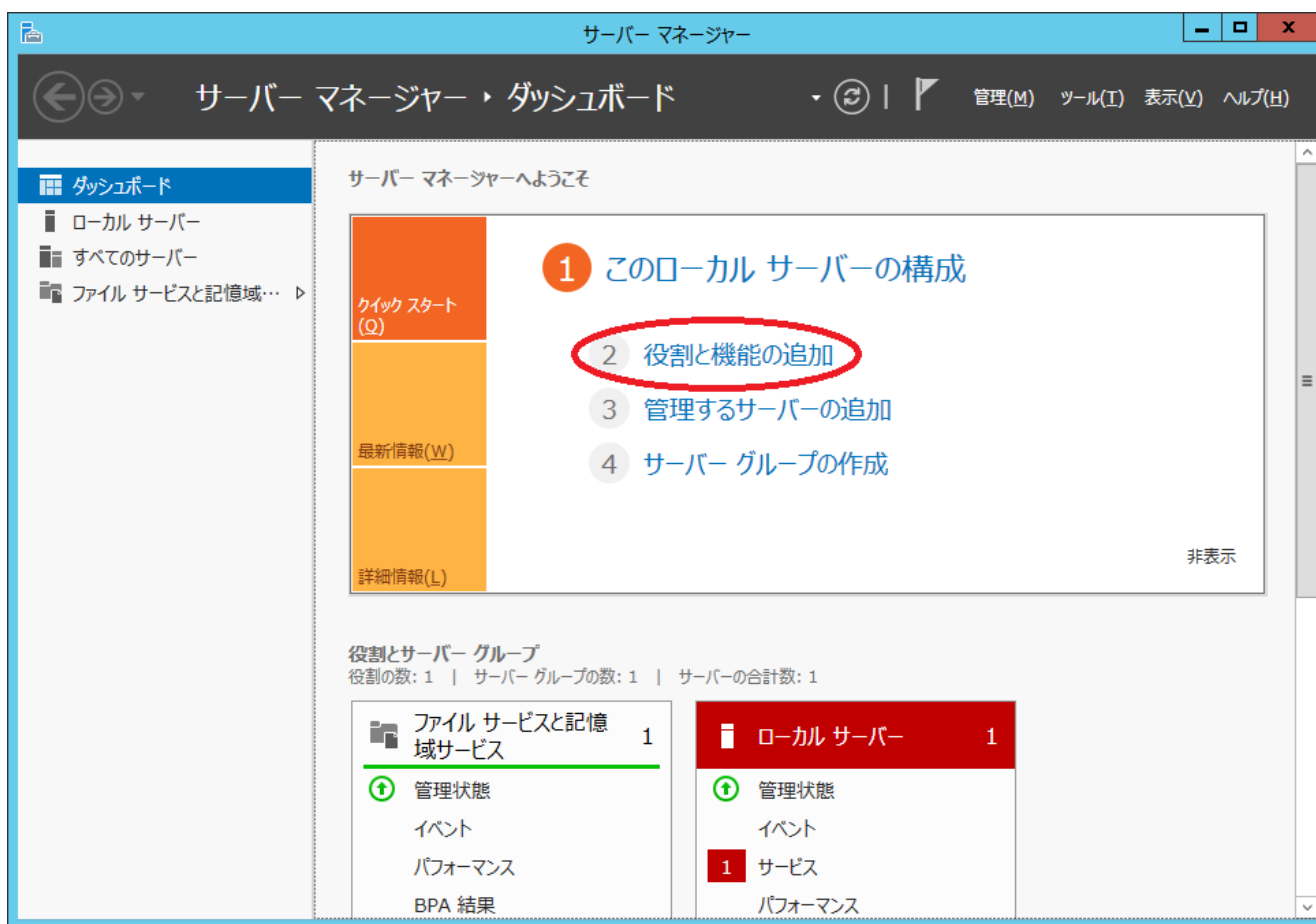 サーバー マネージャー
サーバー マネージャー ダッシュボード
管理(M) ツール(T) 表示(V) ヘルプ(H)
ダッシュボード
ローカル サーバー
すべてのサーバー
ファイル サービスと記憶域…
サーバー マネージャーへようこそ
クイック スタート
(Q)
最新情報(W)
詳細情報(L)
1 このローカル サーバーの構成
2 役割と機能の追加
3 管理するサーバーの追加
4 サーバー グループの作成
非表示
役割とサーバー グループ
役割の数: 1 | サーバー グループの数: 1 | サーバーの合計数: 1
ファイル サービスと記憶
域サービス
1
管理状態
イベント
パフォーマンス
BPA 結果
ローカル サーバー 1
管理状態
イベント
1 サービス
パフォーマンス